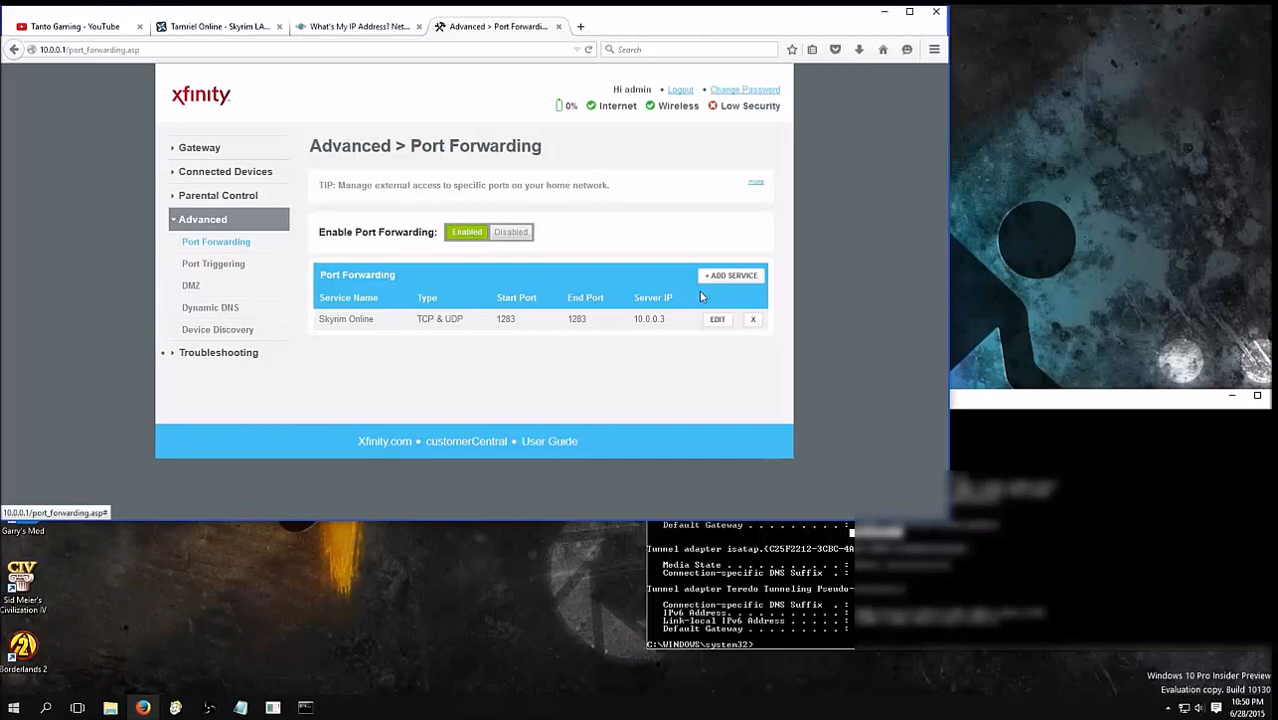 Tanto Gaming - YouTube
Tamriel Online - Skyrim LA...
What's My IP Address? Net...
Advanced > Port Forwardi...
10.0.0.1/port_forwarding.asp
Search
xfinity
Hi admin • Logout • Change Password
0% Internet Wireless Low Security
Gateway
Connected Devices
Parental Control
Advanced
Port Forwarding
Port Triggering
DMZ
Dynamic DNS
Device Discovery
Troubleshooting
Advanced > Port Forwarding
TIP: Manage external access to specific ports on your home network.
more
Enable Port Forwarding: Enabled Disabled
Port Forwarding + ADD SERVICE
Service Name Type Start Port End Port Server IP
Skyrim Online TCP & UDP 1283 1283 10.0.0.3 EDIT X
Xfinity.com • customerCentral • User Guide
10.0.0.1/port_forwarding.asp#
Garry's Mod
Sid Meier's
Civilization IV
Borderlands 2
Default Gateway . . . . . . . . . :
Tunnel adapter isatap.{C25F2212-3CBC-4A
Media State . . . . . . . . . . . :
Connection-specific DNS Suffix . :
Tunnel adapter Teredo Tunneling Pseudo-
Connection-specific DNS Suffix . :
IPv6 Address. . . . . . . . . . . :
Link-local IPv6 Address . . . . . :
Default Gateway . . . . . . . . . :
C:\WINDOWS\system32>
Windows 10 Pro Insider Preview
Evaluation copy. Build 10130
10:50 PM
6/28/2015